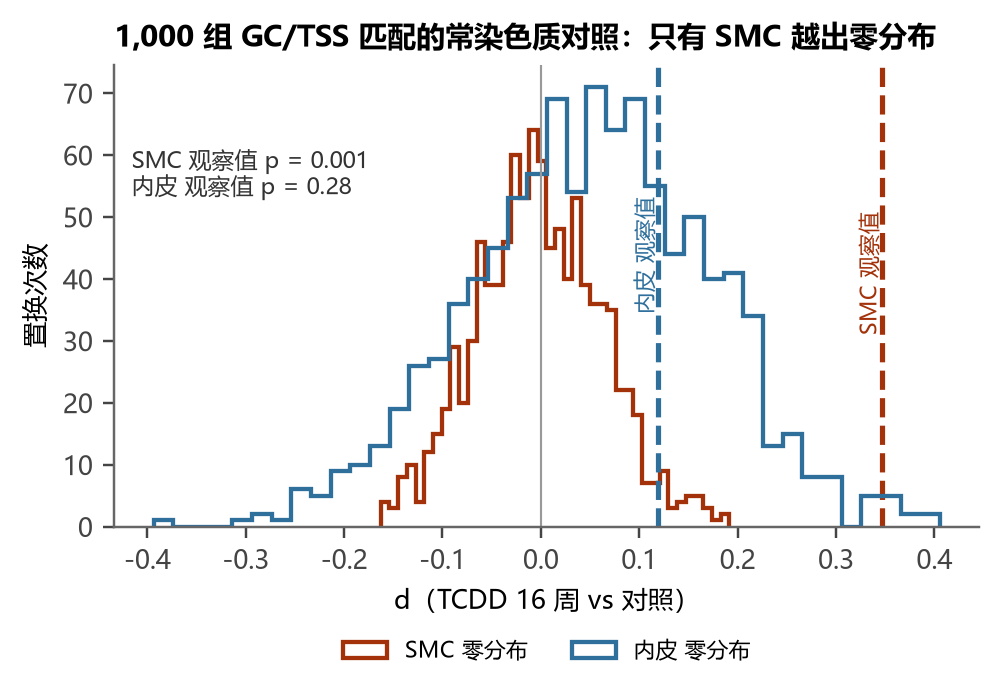 1,000 组 GC/TSS 匹配的常染色质对照：只有 SMC 越出零分布
SMC 观察值 p = 0.001
内皮 观察值 p = 0.28
置换次数
70
60
50
40
30
20
10
0
内皮 观察值
SMC 观察值
-0.4 -0.3 -0.2 -0.1 0.0 0.1 0.2 0.3 0.4
d（TCDD 16 周 vs 对照）
SMC 零分布 内皮 零分布